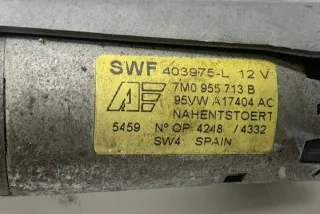 SWF 403975-L 12 V
7M0 955 713 B
95VW A17404 AC
NAHENTSTOERT
5459 Nº OP 4248 /4332
SW4 SPAIN